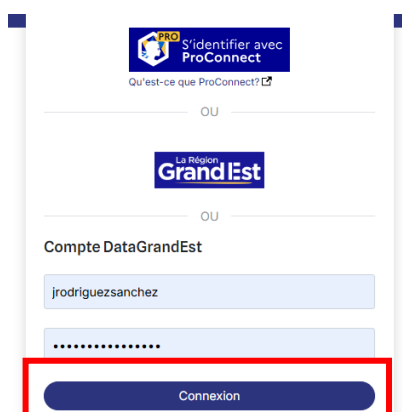 PRO
S'identifier avec
ProConnect
Qu'est-ce que ProConnect?
OU
La Région
Grand Est
OU
Compte DataGrandEst
jrodriguezsanchez
••••••••••••••••
Connexion